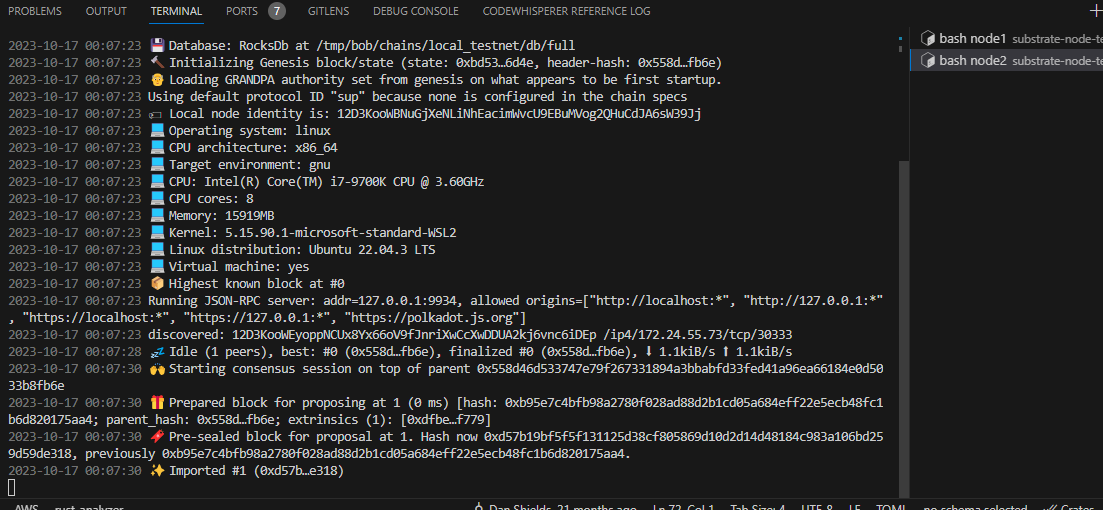 PROBLEMS OUTPUT TERMINAL PORTS 7 GITLENS DEBUG CONSOLE CODEWHISPERER REFERENCE LOG
2023-10-17 00:07:23 💾 Database: RocksDb at /tmp/bob/chains/local_testnet/db/full
2023-10-17 00:07:23 🔨 Initializing Genesis block/state (state: 0xbd53…6d4e, header-hash: 0x558d…fb6e)
2023-10-17 00:07:23 👴 Loading GRANDPA authority set from genesis on what appears to be first startup.
2023-10-17 00:07:23 Using default protocol ID "sup" because none is configured in the chain specs
2023-10-17 00:07:23 🏷 Local node identity is: 12D3KooWBNuGjXeNLiNhEacimWvcU9EBuMVog2QHuCdJA6sW39Jj
2023-10-17 00:07:23 💻 Operating system: linux
2023-10-17 00:07:23 💻 CPU architecture: x86_64
2023-10-17 00:07:23 💻 Target environment: gnu
2023-10-17 00:07:23 💻 CPU: Intel(R) Core(TM) i7-9700K CPU @ 3.60GHz
2023-10-17 00:07:23 💻 CPU cores: 8
2023-10-17 00:07:23 💻 Memory: 15919MB
2023-10-17 00:07:23 💻 Kernel: 5.15.90.1-microsoft-standard-WSL2
2023-10-17 00:07:23 💻 Linux distribution: Ubuntu 22.04.3 LTS
2023-10-17 00:07:23 💻 Virtual machine: yes
2023-10-17 00:07:23 📦 Highest known block at #0
2023-10-17 00:07:23 Running JSON-RPC server: addr=127.0.0.1:9934, allowed origins=["http://localhost:*", "http://127.0.0.1:*"
, "https://localhost:*", "https://127.0.0.1:*", "https://polkadot.js.org"]
2023-10-17 00:07:23 discovered: 12D3KooWEyoppNCUx8Yx66oV9fJnriXwCcXwDDUA2kj6vnc6iDEp /ip4/172.24.55.73/tcp/30333
2023-10-17 00:07:28 💤 Idle (1 peers), best: #0 (0x558d…fb6e), finalized #0 (0x558d…fb6e), ⬇ 1.1kiB/s ⬆ 1.1kiB/s
2023-10-17 00:07:30 🙌 Starting consensus session on top of parent 0x558d46d533747e79f267331894a3bbabfd33fed41a96ea66184e0d50
33b8fb6e
2023-10-17 00:07:30 🎁 Prepared block for proposing at 1 (0 ms) [hash: 0xb95e7c4bfb98a2780f028ad88d2b1cd05a684eff22e5ecb48fc1
b6d820175aa4; parent_hash: 0x558d…fb6e; extrinsics (1): [0xdfbe…f779]
2023-10-17 00:07:30 🔖 Pre-sealed block for proposal at 1. Hash now 0xd57b19bf5f5f131125d38cf805869d10d2d14d48184c983a106bd25
9d59de318, previously 0xb95e7c4bfb98a2780f028ad88d2b1cd05a684eff22e5ecb48fc1b6d820175aa4.
2023-10-17 00:07:30 ✨ Imported #1 (0xd57b…e318)
bash node1 substrate-node-te
bash node2 substrate-node-te
AWS rust-analyzer Dan Shields, 21 months ago Ln 72, Col 1 Tab Size: 4 UTF-8 LF TOML no schema selected Crates